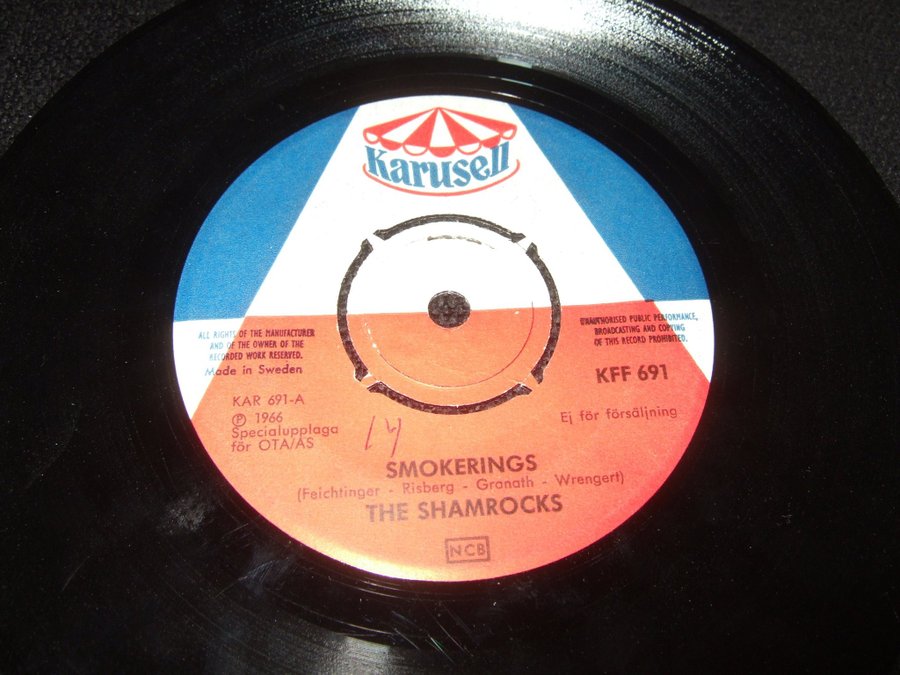 Karusell
ALL RIGHTS OF THE MANUFACTURER
AND OF THE OWNER OF THE
RECORDED WORK RESERVED.
Made in Sweden
UNAUTHORISED PUBLIC PERFORMANCE,
BROADCASTING AND COPYING
OF THIS RECORD PROHIBITED.
KFF 691
KAR 691-A
Ⓟ 1966
Specialupplaga
för OTA/ÅS
Ej för försäljning
SMOKERINGS
(Feichtinger - Risberg - Granath - Wrengert)
THE SHAMROCKS
NCB